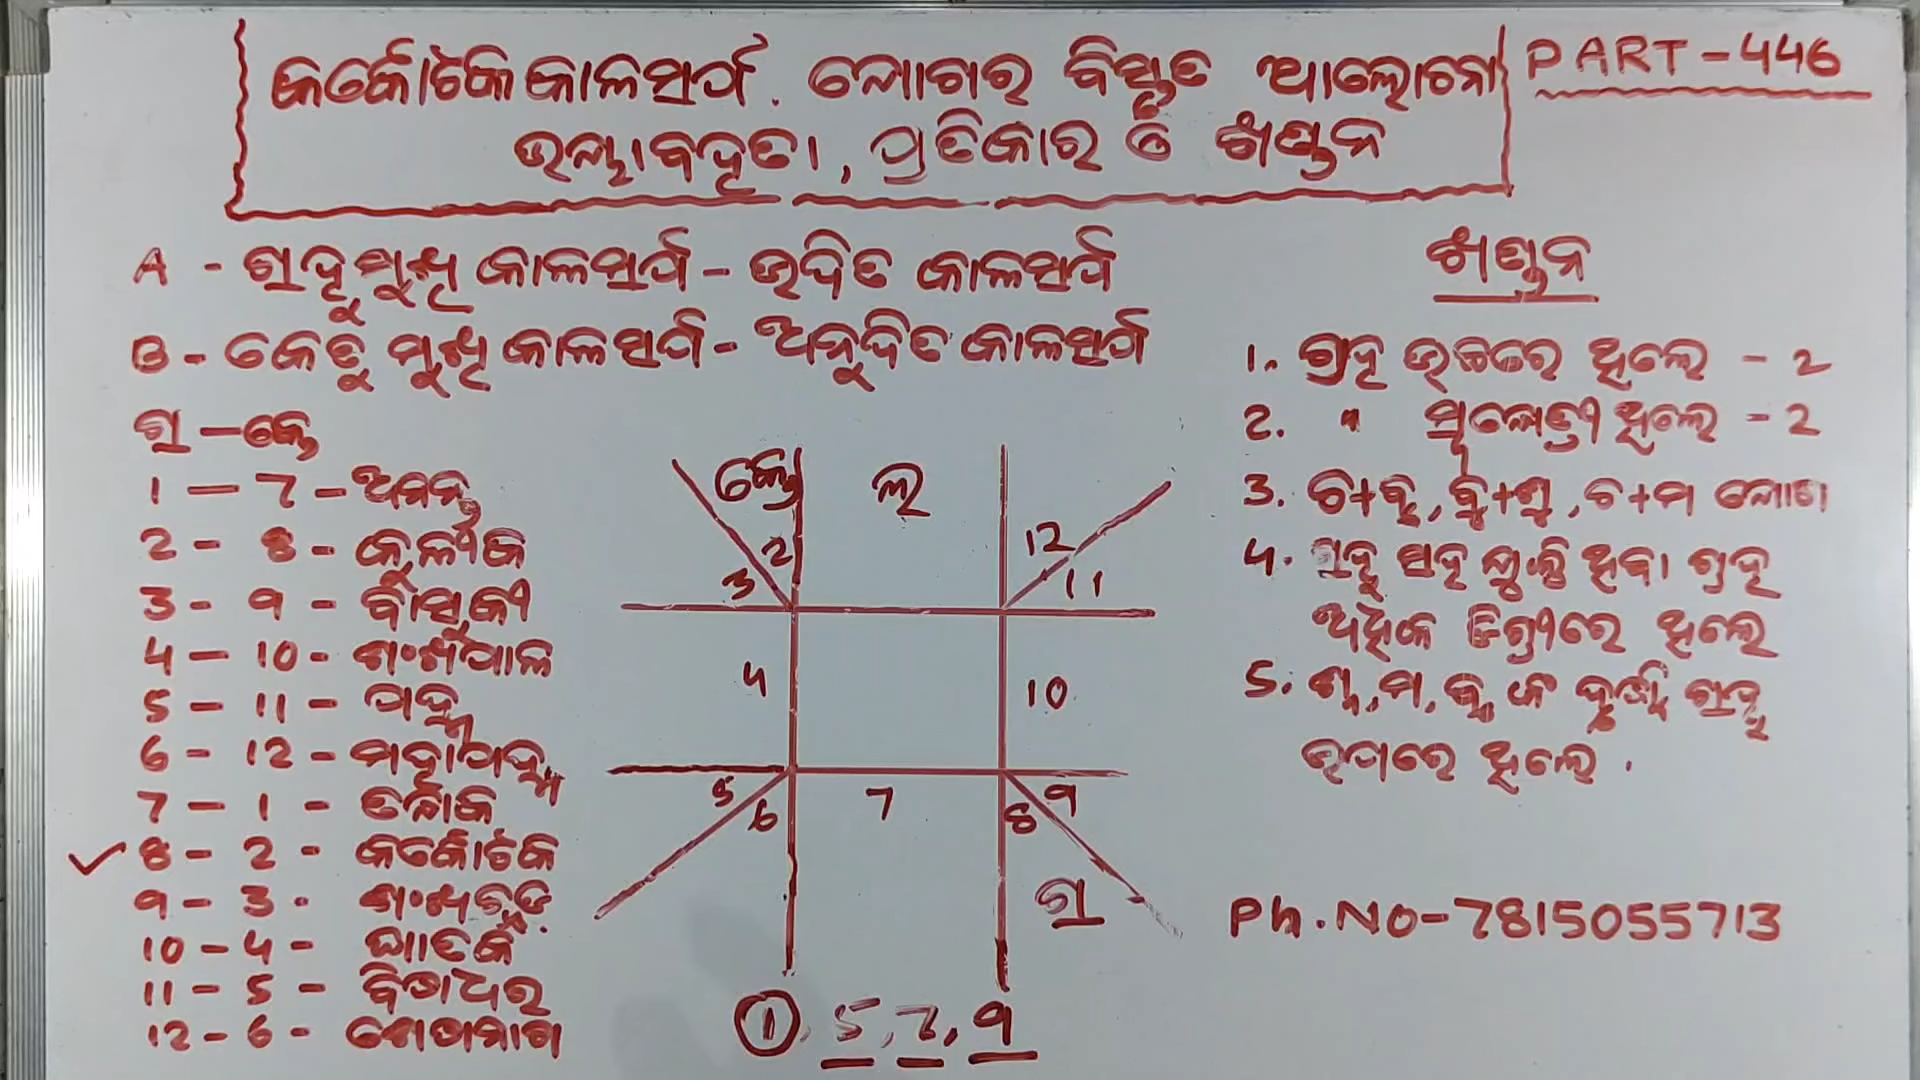 କର୍କୋଟକ କାଳସର୍ପ ଯୋଗର ବିସ୍ତୃତ ଆଲୋଚନା
ଭୟାବହତା, ପ୍ରତିକାର ଓ ଖଣ୍ଡନ
PART-446
A - ରାହୁ ମୁଖ କାଳସର୍ପ - ଉଦିତ କାଳସର୍ପ
B - କେତୁ ମୁଖ କାଳସର୍ପ - ଅନୁଦିତ କାଳସର୍ପ
ରା - କେ
1 - 7 - ଅନନ୍ତ
2 - 8 - କୁଳୀକ
3 - 9 - ବାସୁକୀ
4 - 10 - ଶଂଖପାଳ
5 - 11 - ପଦ୍ମ
6 - 12 - ମହାପଦ୍ମ
7 - 1 - ତକ୍ଷକ
✓ 8 - 2 - କର୍କୋଟକ
9 - 3 - ଶଂଖଚୂଡ
10 - 4 - ଘାତକ
11 - 5 - ବିଷଧର
12 - 6 - ଶେଷନାଗ
କେ
ଲ
2
3
12
11
4
10
5
6
7
8
9
ରା
1, 5, 7, 9
ଖଣ୍ଡନ
1. ଗ୍ରହ ଉଚ୍ଚରେ ଥିଲେ - 2
2. " ସ୍ୱକ୍ଷେତ୍ରୀ ଥିଲେ - 2
3. ଚ+ବୃ, ବୁ+ଶୁ, ଚ+ମ ଯୋଗ
4. ରାହୁ ସହ ଯୁକ୍ତି ଥିବା ଗ୍ରହ
ଅଧିକ ଡିଗ୍ରୀରେ ଥିଲେ
5. ଶୁ, ମ, ବୃ ର ଦୃଷ୍ଟି ରାହୁ
ଉପରେ ଥିଲେ.
Ph.No-7815055713